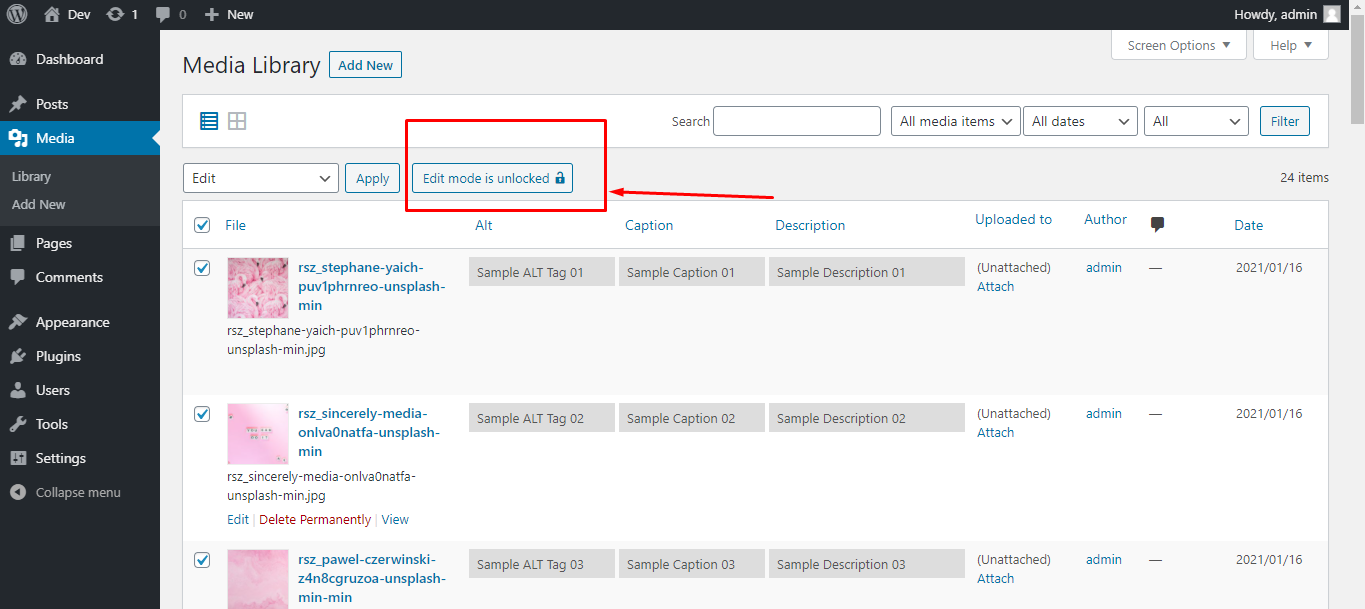 Dev 1 0 New Howdy, admin
Screen Options Help
Media Library Add New
Dashboard
Posts
Media
Library
Add New
Pages
Comments
Appearance
Plugins
Users
Tools
Settings
Collapse menu
Search All media items All dates All Filter
Edit Apply Edit mode is unlocked 24 items
File Alt Caption Description Uploaded to Author Date
rsz_stephane-yaich-
puv1phrnreo-unsplash-
min
rsz_stephane-yaich-puv1phrnreo-
unsplash-min.jpg
Sample ALT Tag 01 Sample Caption 01 Sample Description 01
(Unattached) admin — 2021/01/16
Attach
rsz_sincerely-media-
onlva0natfa-unsplash-
min
rsz_sincerely-media-onlva0natfa-
unsplash-min.jpg
Edit | Delete Permanently | View
Sample ALT Tag 02 Sample Caption 02 Sample Description 02
(Unattached) admin — 2021/01/16
Attach
rsz_pawel-czerwinski-
z4n8cgruzoa-unsplash-
min-min
Sample ALT Tag 03 Sample Caption 03 Sample Description 03
(Unattached) admin — 2021/01/16
Attach